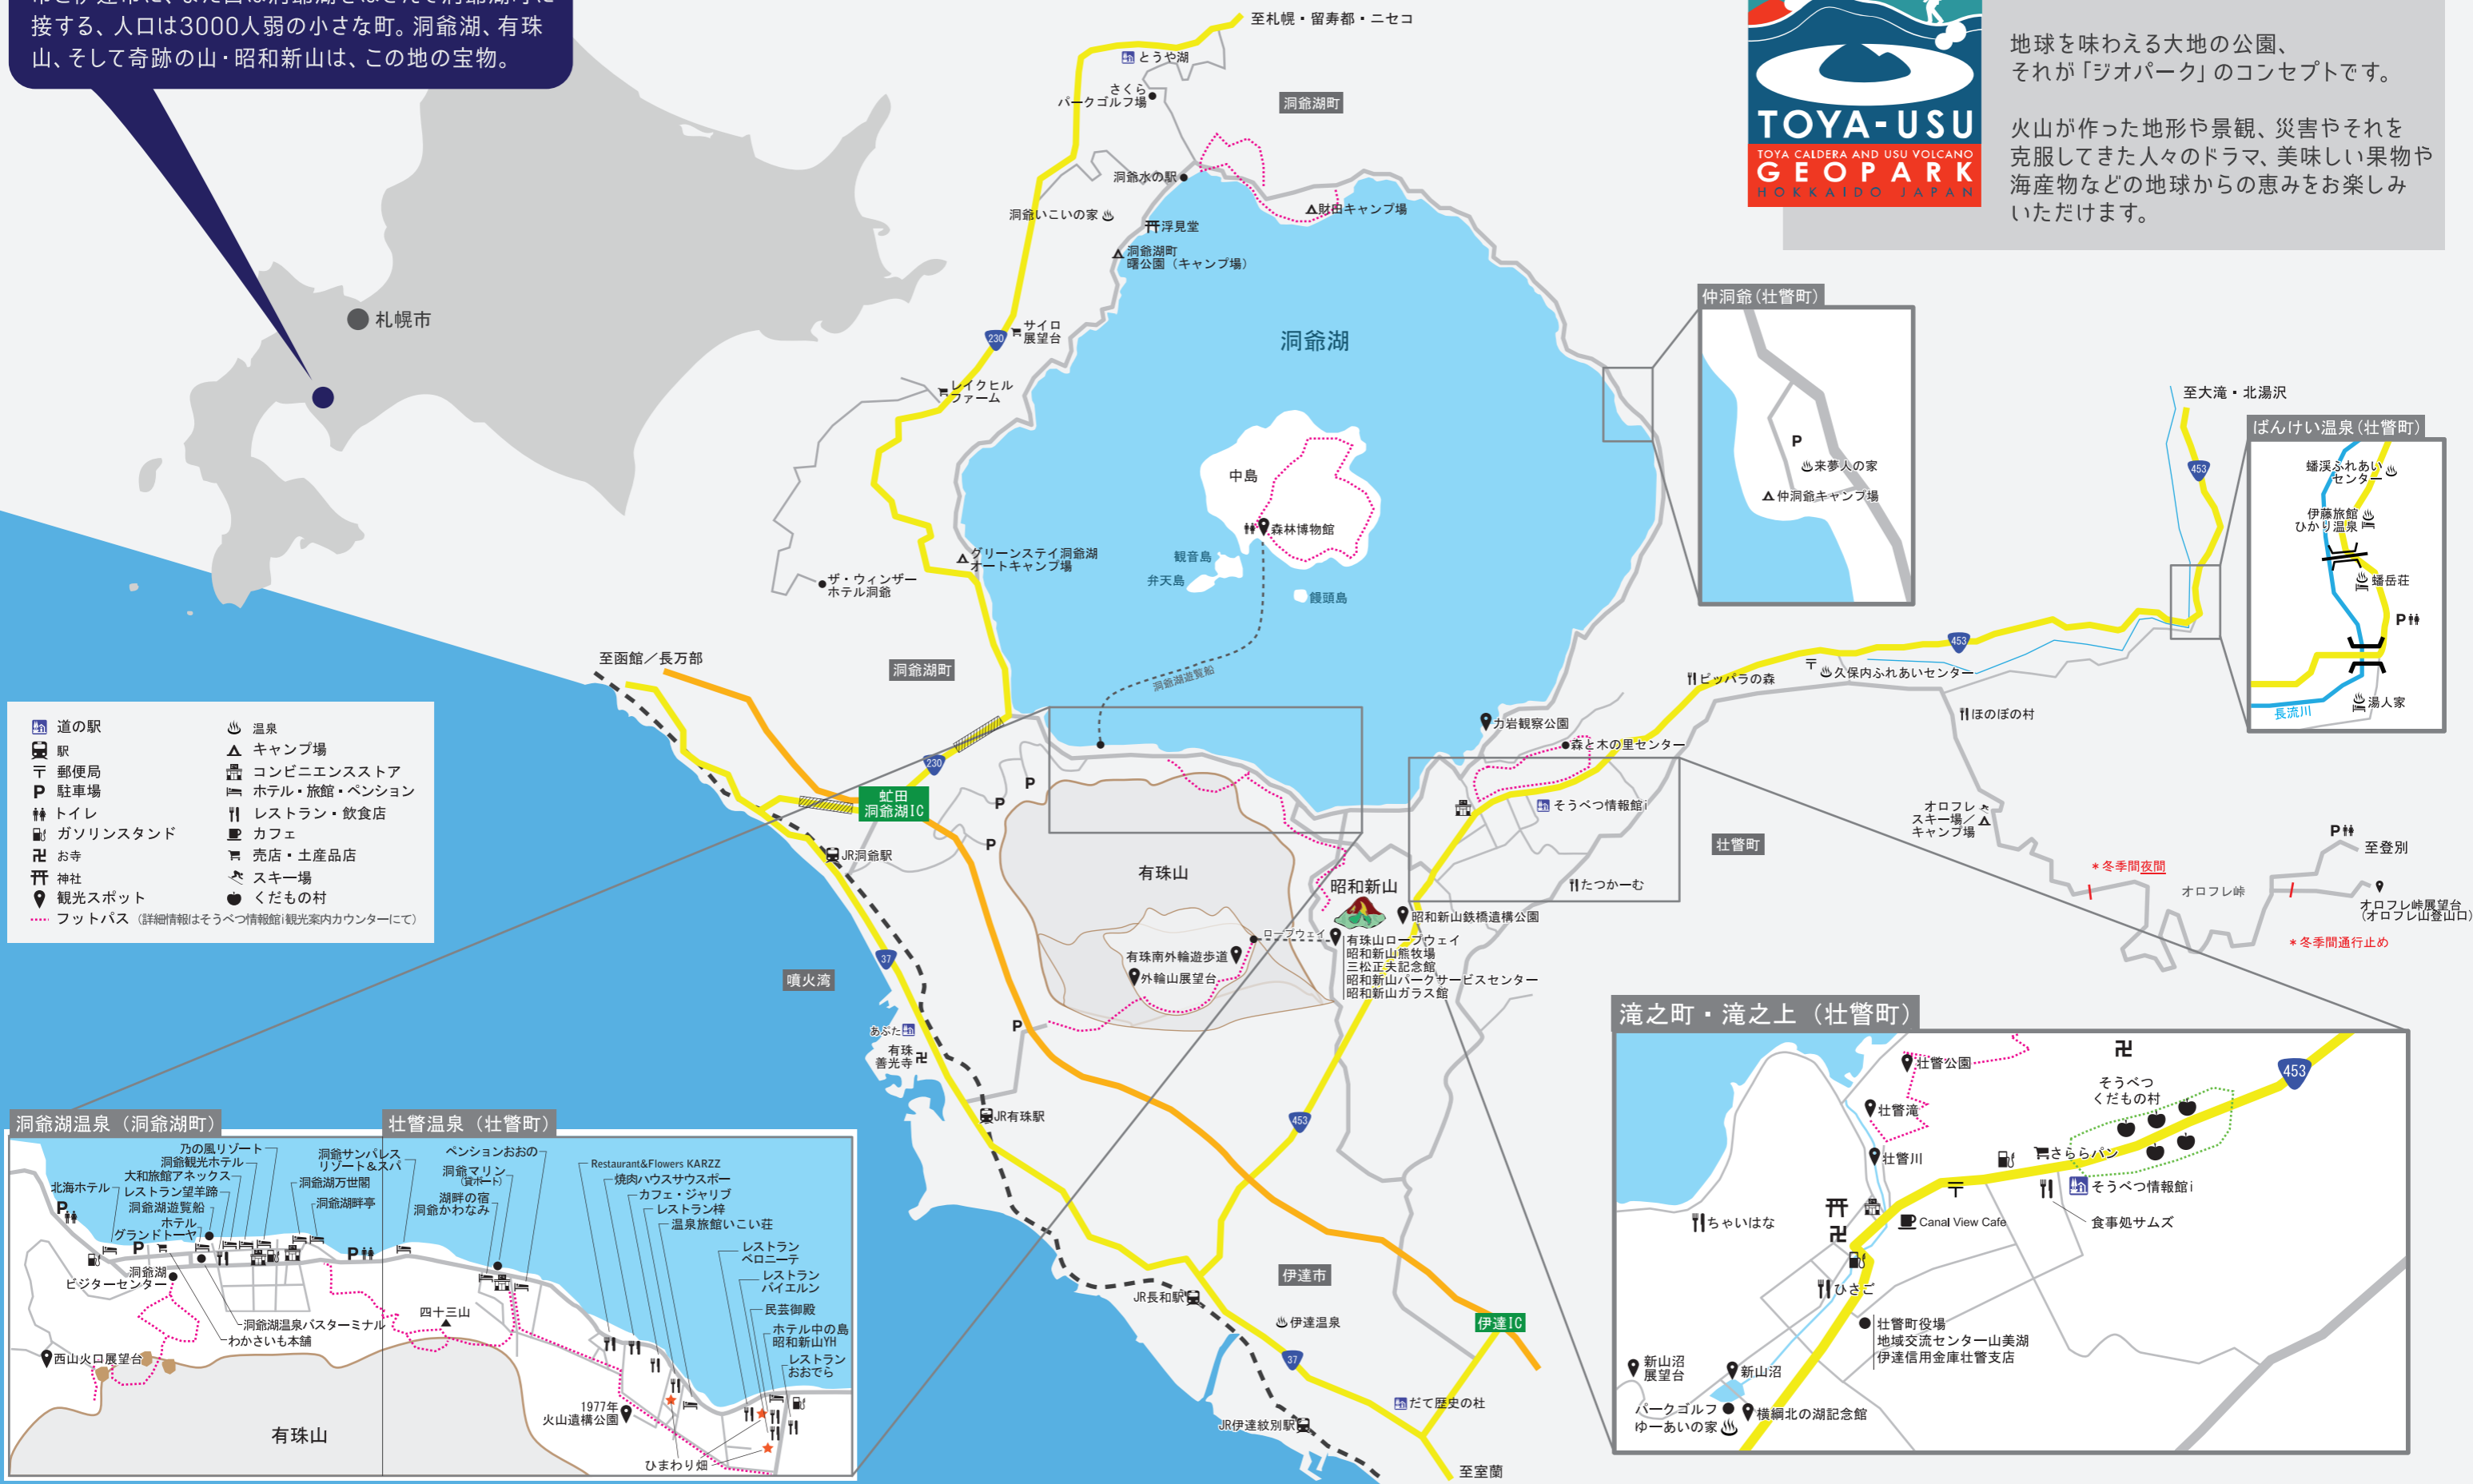 接する、人口は3000人弱の小さな町。洞爺湖、有珠
山、そして奇跡の山・昭和新山は、この地の宝物。
札幌市
至札幌・留寿都・ニセコ
とうや湖
さくら
パークゴルフ場
洞爺湖町
洞爺水の駅
洞爺いこいの家
浮見堂
財田キャンプ場
洞爺湖町
曙公園（キャンプ場）
230
サイロ
展望台
洞爺湖
レイクヒル
ファーム
中島
森林博物館
観音島
弁天島
饅頭島
グリーンステイ洞爺湖
オートキャンプ場
ザ・ウィンザー
ホテル洞爺
洞爺湖遊覧船
TOYA-USU
TOYA CALDERA AND USU VOLCANO
GEOPARK
HOKKAIDO JAPAN
地球を味わえる大地の公園、
それが「ジオパーク」のコンセプトです。
火山が作った地形や景観、災害やそれを
克服してきた人々のドラマ、美味しい果物や
海産物などの地球からの恵みをお楽しみ
いただけます。
仲洞爺(壮瞥町)
P
来夢人の家
仲洞爺キャンプ場
至大滝・北湯沢
453
ばんけい温泉(壮瞥町)
蟠渓ふれあい
センター
伊藤旅館
ひかり温泉
蟠岳荘
P
湯人家
長流川
453
至函館／長万部
洞爺湖町
230
虻田
洞爺湖IC
JR洞爺駅
P
P
P
道の駅
駅
郵便局
P 駐車場
トイレ
ガソリンスタンド
お寺
神社
観光スポット
フットパス（詳細情報はそうべつ情報館i観光案内カウンターにて）
温泉
キャンプ場
コンビニエンスストア
ホテル・旅館・ペンション
レストラン・飲食店
カフェ
売店・土産品店
スキー場
くだもの村
ピッパラの森
久保内ふれあいセンター
ほのぼの村
力岩観察公園
森と木の里センター
そうべつ情報館i
壮瞥町
たつかーむ
オロフレ
スキー場／
キャンプ場
P
至登別
＊冬季間夜間
オロフレ峠
オロフレ峠展望台
(オロフレ山登山口)
＊冬季間通行止め
有珠山
昭和新山
昭和新山鉄橋遺構公園
ロープウェイ
有珠山ロープウェイ
昭和新山熊牧場
三松正夫記念館
昭和新山パークサービスセンター
昭和新山ガラス館
有珠南外輪遊歩道
外輪山展望台
37
噴火湾
あぷた
有珠
善光寺
P
JR有珠駅
453
伊達市
JR長和駅
伊達温泉
伊達IC
37
だて歴史の杜
JR伊達紋別駅
至室蘭
洞爺湖温泉（洞爺湖町）
壮瞥温泉（壮瞥町）
乃の風リゾート
洞爺観光ホテル
大和旅館アネックス
レストラン望羊蹄
洞爺湖遊覧船
ホテル
グランドトーヤ
北海ホテル
P
P
洞爺湖
ビジターセンター
洞爺サンパレス
リゾート＆スパ
洞爺湖万世閣
洞爺湖畔亭
P
ペンションおおの
洞爺マリン
（貸ボート）
湖畔の宿
洞爺かわなみ
Restaurant&Flowers KARZZ
焼肉ハウスサウスポー
カフェ・ジャリブ
レストラン梓
温泉旅館いこい荘
レストラン
ベロニーテ
レストラン
バイエルン
民芸御殿
ホテル中の島
昭和新山YH
レストラン
おおでら
洞爺湖温泉バスターミナル
わかさいも本舗
四十三山
西山火口展望台
1977年
火山遺構公園
有珠山
ひまわり畑
滝之町・滝之上（壮瞥町）
壮瞥公園
壮瞥滝
壮瞥川
そうべつ
くだもの村
453
さららパン
そうべつ情報館i
食事処サムズ
Canal View Cafe
ちゃいはな
ひさご
壮瞥町役場
地域交流センター山美湖
伊達信用金庫壮瞥支店
新山沼
展望台
新山沼
パークゴルフ
ゆーあいの家
横綱北の湖記念館